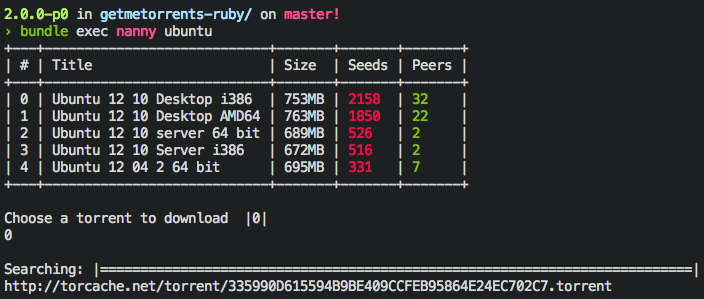 2.0.0-p0 in getmetorrents-ruby/ on master!
› bundle exec nanny ubuntu
| # | Title | Size | Seeds | Peers |
| 0 | Ubuntu 12 10 Desktop i386 | 753MB | 2158 | 32 |
| 1 | Ubuntu 12 10 Desktop AMD64 | 763MB | 1850 | 22 |
| 2 | Ubuntu 12 10 server 64 bit | 689MB | 526 | 2 |
| 3 | Ubuntu 12 10 Server i386 | 672MB | 516 | 2 |
| 4 | Ubuntu 12 04 2 64 bit | 695MB | 331 | 7 |
Choose a torrent to download |0|
0
Searching: |========================================================================|
http://torcache.net/torrent/335990D615594B9BE409CCFEB95864E24EC702C7.torrent